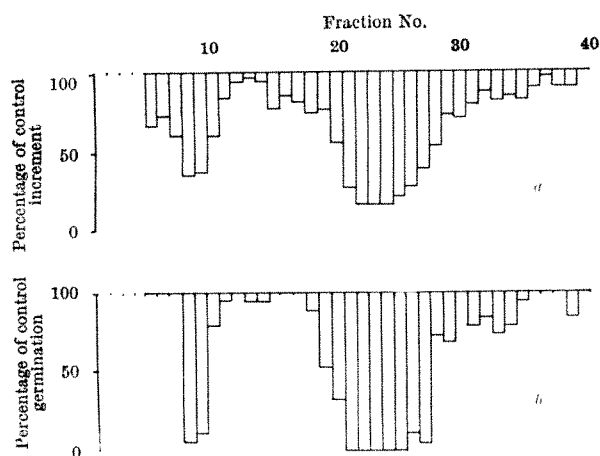 Fraction No.
10 20 30 40
Percentage of control
increment
100
50
0
a
Percentage of control
germination
100
50
0
b